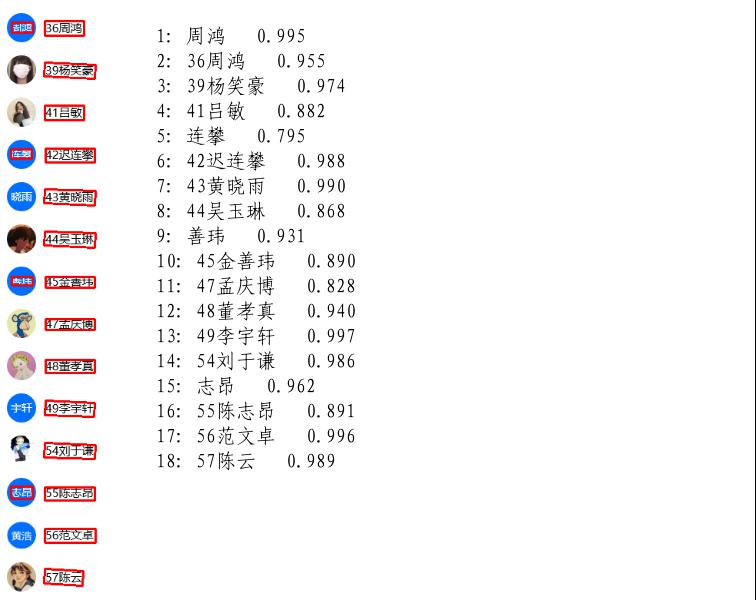 周鸿 36周鸿
39杨笑豪
41吕敏
连攀 42迟连攀
晓雨 43黄晓雨
44吴玉琳
善玮 45金善玮
47孟庆博
48董孝真
宇轩 49李宇轩
54刘于谦
志昂 55陈志昂
黄浩 56范文卓
57陈云
1: 周鸿 0.995
2: 36周鸿 0.955
3: 39杨笑豪 0.974
4: 41吕敏 0.882
5: 连攀 0.795
6: 42迟连攀 0.988
7: 43黄晓雨 0.990
8: 44吴玉琳 0.868
9: 善玮 0.931
10: 45金善玮 0.890
11: 47孟庆博 0.828
12: 48董孝真 0.940
13: 49李宇轩 0.997
14: 54刘于谦 0.986
15: 志昂 0.962
16: 55陈志昂 0.891
17: 56范文卓 0.996
18: 57陈云 0.989